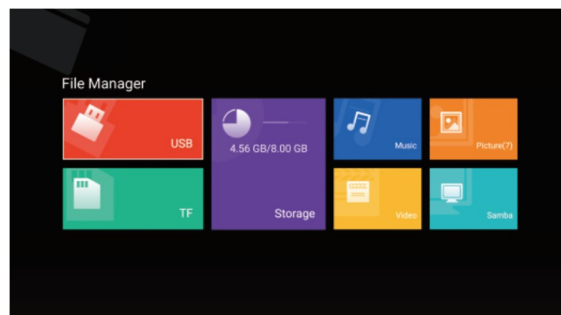 File Manager
USB
4.56 GB/8.00 GB
Storage
Music
Picture(7)
TF
Video
Samba